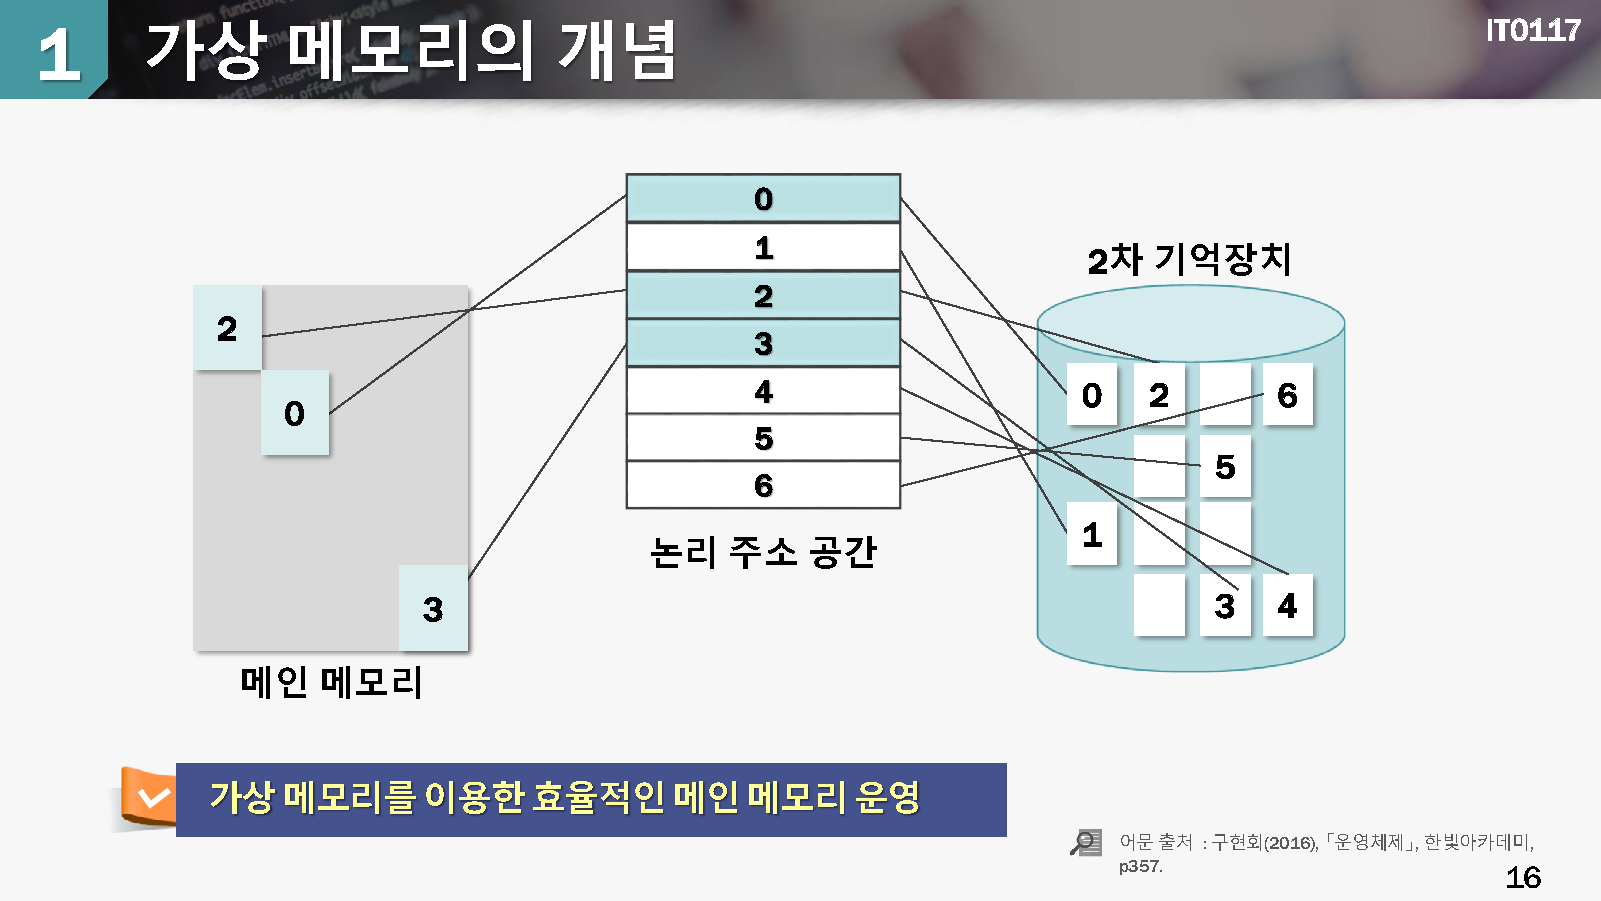 1 가상 메모리의 개념
IT0117
0
1
2
3
4
5
6
논리 주소 공간
2
0
3
메인 메모리
2차 기억장치
0 2 6
5
1
3 4
가상 메모리를 이용한 효율적인 메인 메모리 운영
어문 출처 : 구현회(2016), 「운영체제」, 한빛아카데미,
p357.
16